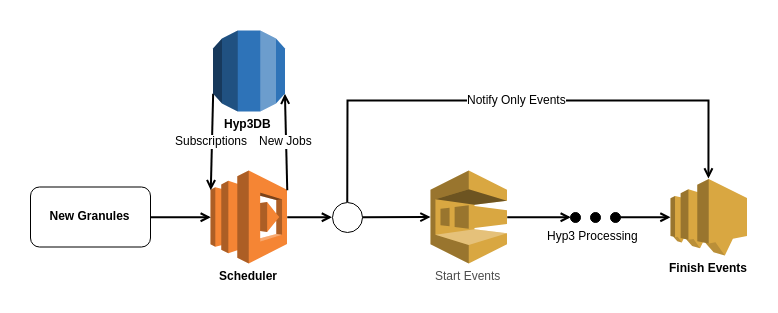 Notify Only Events
Hyp3DB
Subscriptions
New Jobs
New Granules
Hyp3 Processing
Scheduler
Start Events
Finish Events